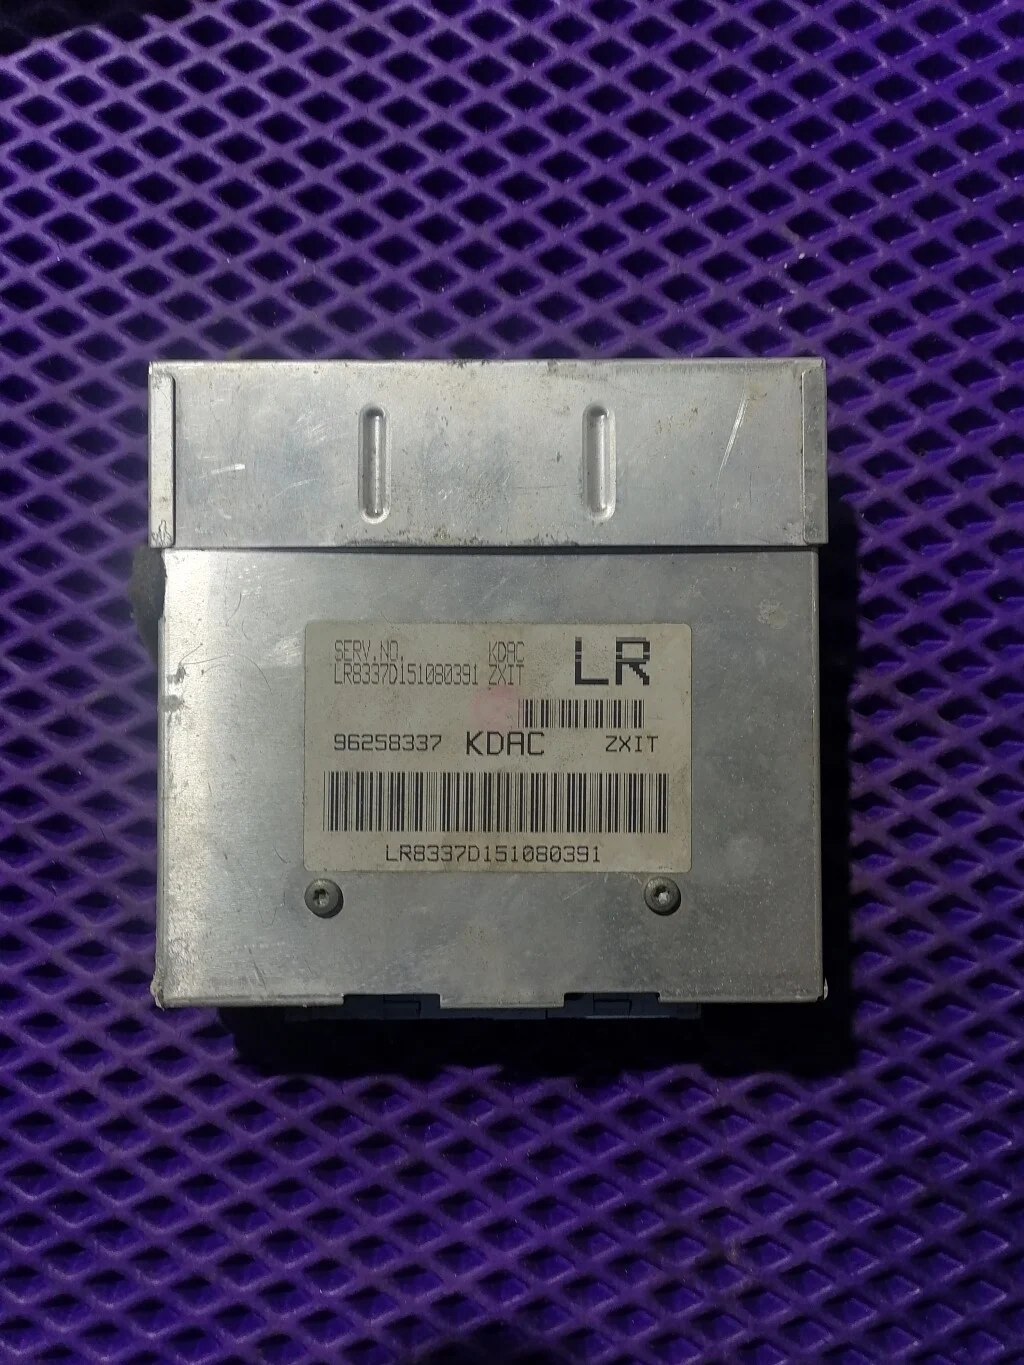 SERV.NO. KDAC LR
LR8337D151080391 ZXIT
96258337 KDAC ZXIT
LR8337D151080391